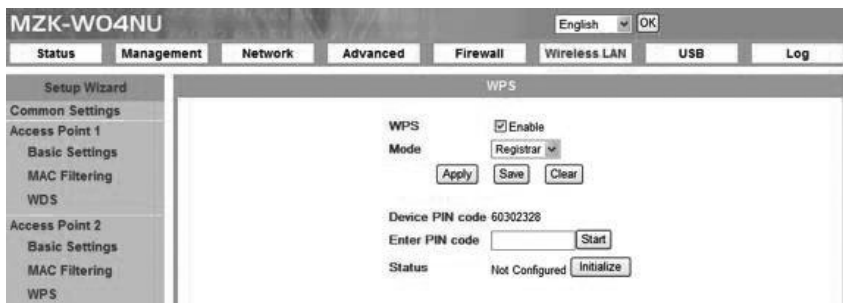 MZK-WO4NU
English OK
Status Management Network Advanced Firewall Wireless LAN USB Log
Setup Wizard
Common Settings
Access Point 1
Basic Settings
MAC Filtering
WDS
Access Point 2
Basic Settings
MAC Filtering
WPS
WPS
WPS Enable
Mode Registrar
Apply Save Clear
Device PIN code 60302328
Enter PIN code Start
Status Not Configured Initialize